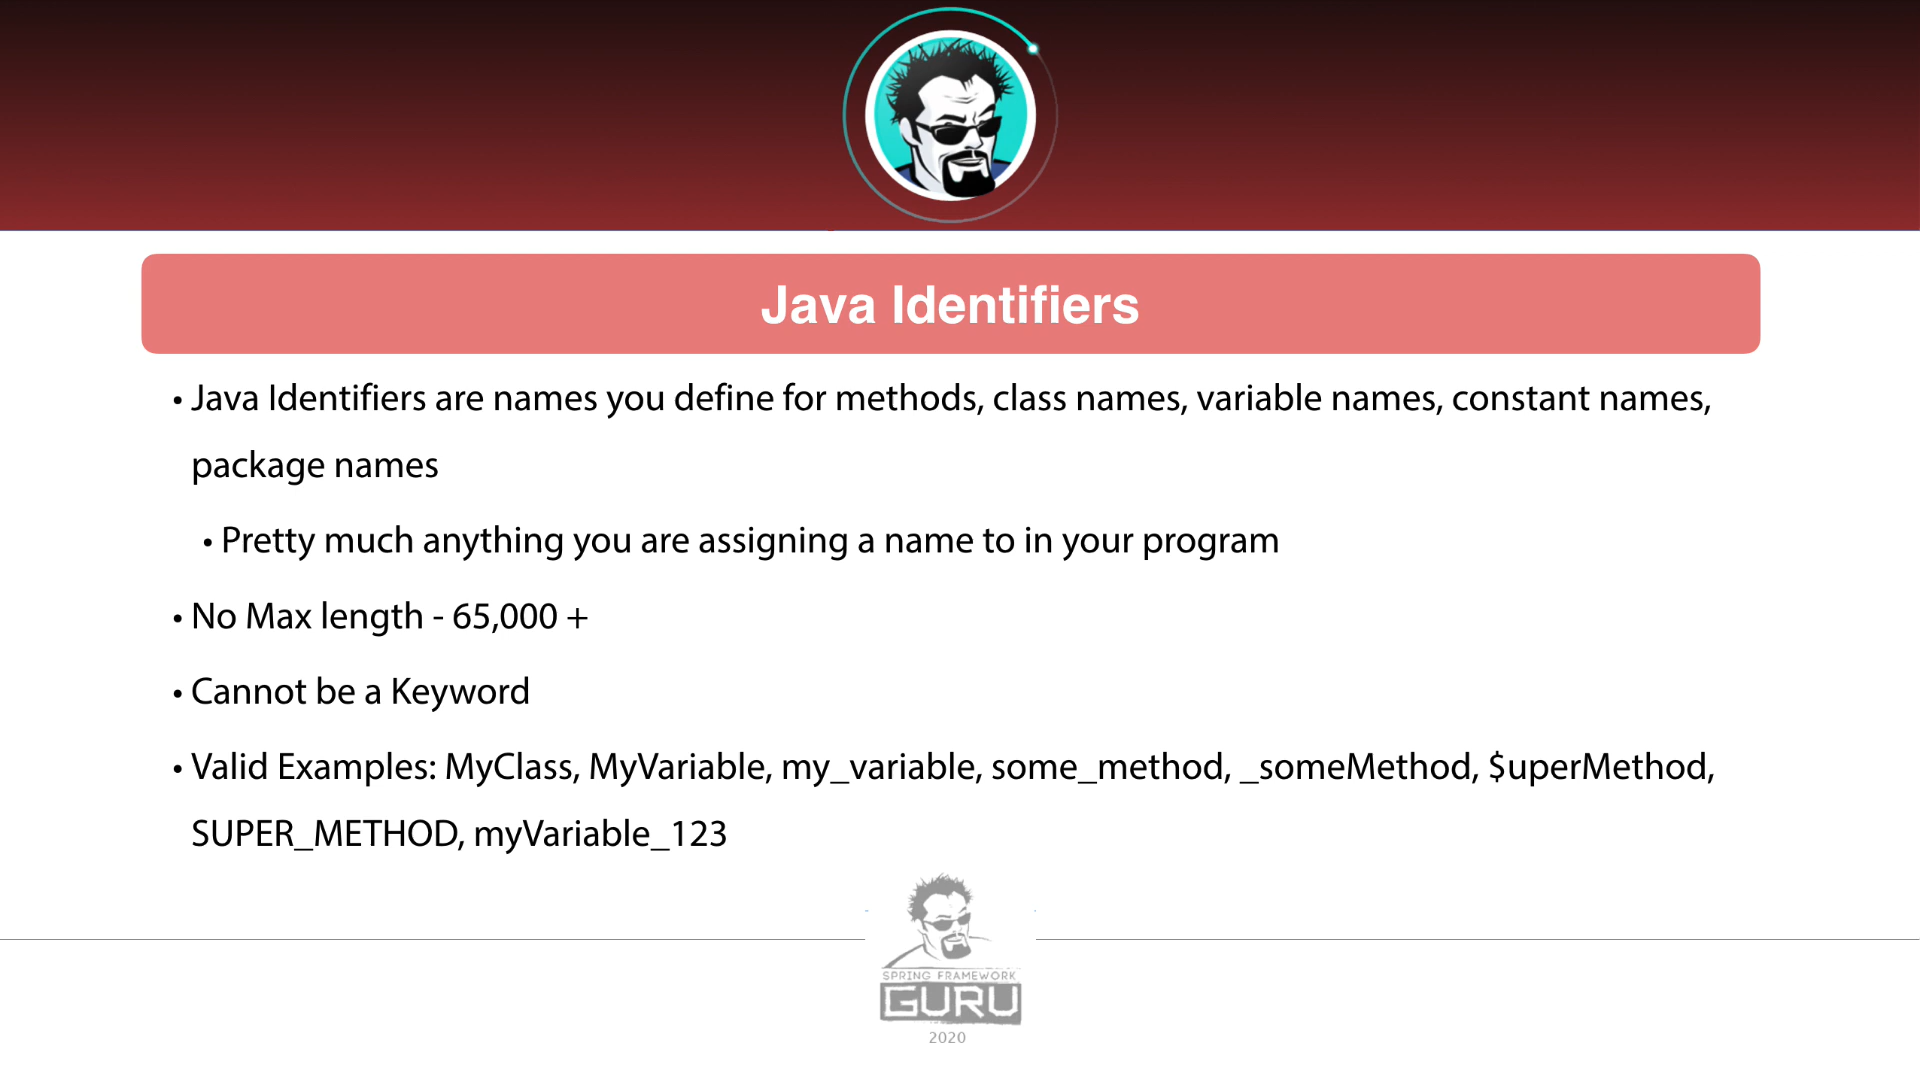 Java Identifiers
• Java Identifiers are names you define for methods, class names, variable names, constant names,
package names
• Pretty much anything you are assigning a name to in your program
• No Max length - 65,000 +
• Cannot be a Keyword
• Valid Examples: MyClass, MyVariable, my_variable, some_method, _someMethod, $uperMethod,
SUPER_METHOD, myVariable_123
SPRING FRAMEWORK
GURU
2020